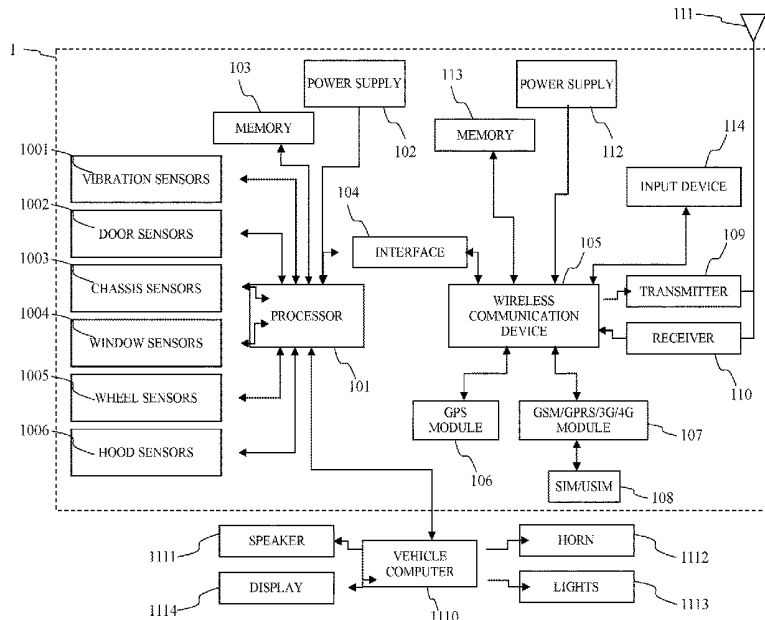 111
1
103
POWER SUPPLY
113
POWER SUPPLY
MEMORY
102
MEMORY
112
114
1001
VIBRATION SENSORS
INPUT DEVICE
1002
DOOR SENSORS
104
INTERFACE
105
109
1003
CHASSIS SENSORS
PROCESSOR
WIRELESS
COMMUNICATION
DEVICE
TRANSMITTER
1004
WINDOW SENSORS
RECEIVER
101
110
1005
WHEEL SENSORS
GPS
MODULE
GSM/GPRS/3G/4G
MODULE
107
1006
HOOD SENSORS
106
SIM/USIM
108
1111
SPEAKER
VEHICLE
COMPUTER
HORN
1112
1114
DISPLAY
1110
LIGHTS
1113